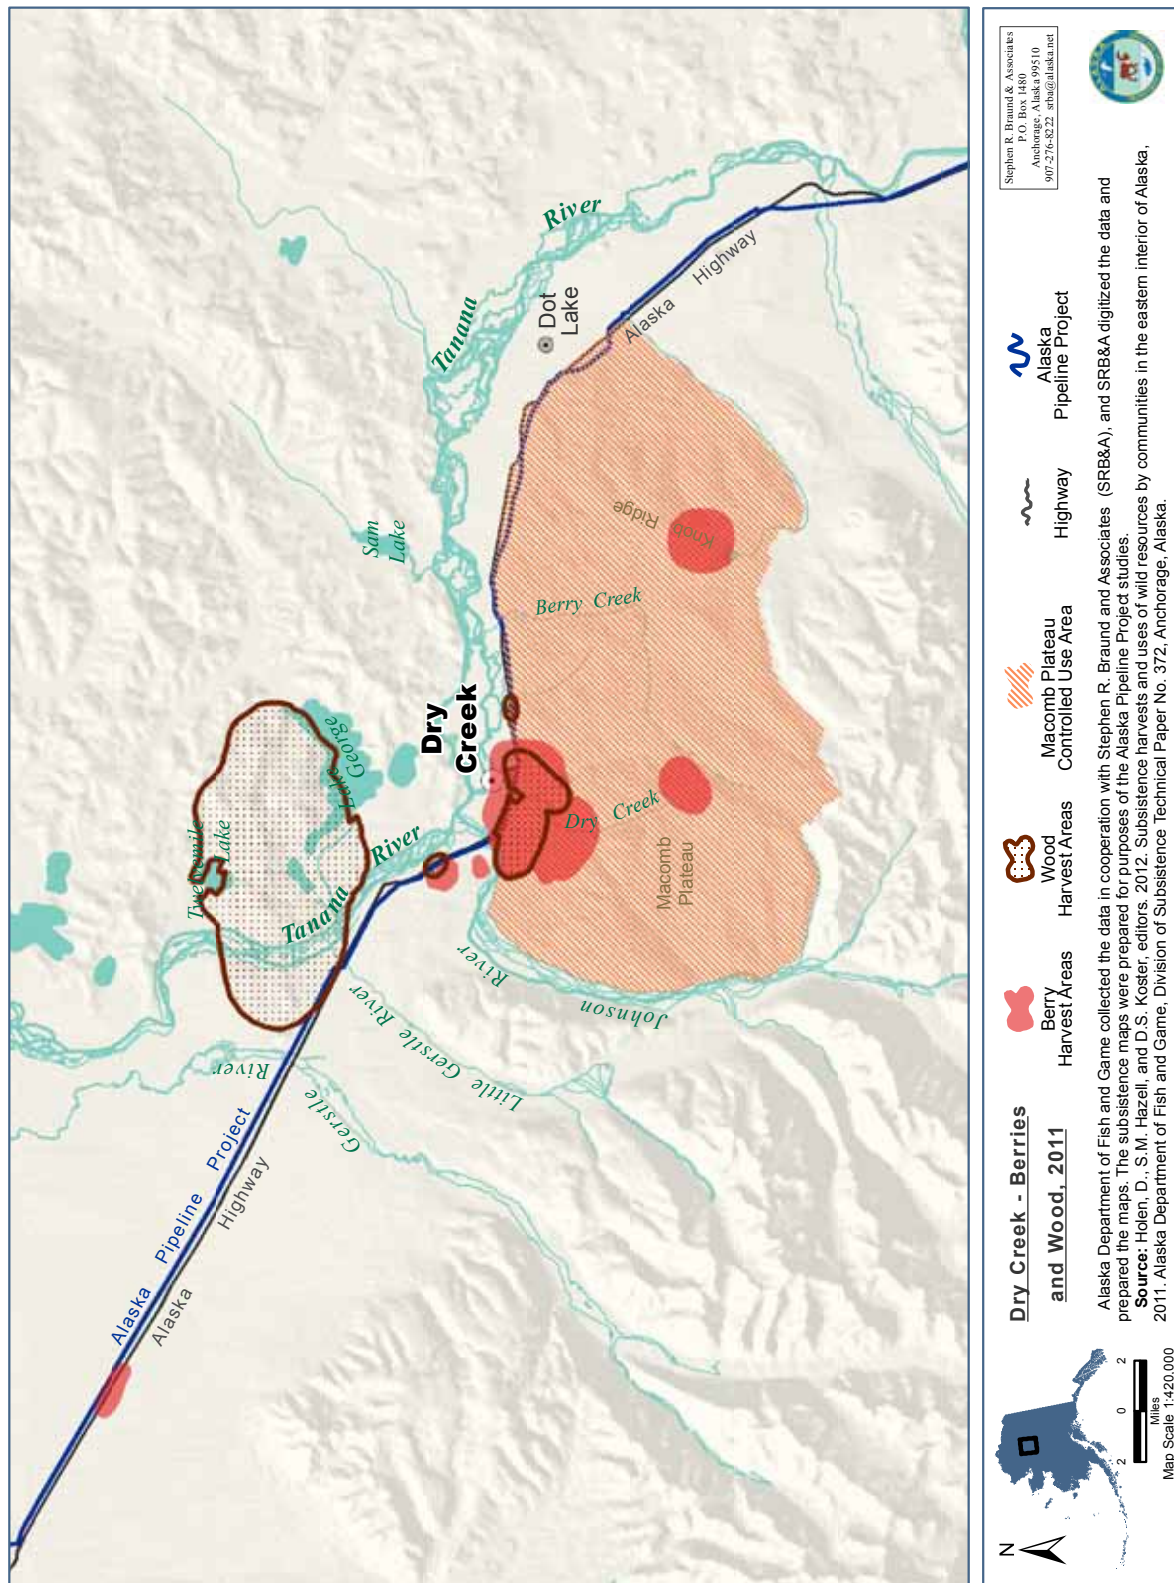 Twelvemile
Lake
Lake George
Tanana
River
Gerstle
River
Little Gerstle River
Johnson
River
Alaska Pipeline Project
Alaska Highway
Dry
Creek
Sam
Lake
Tanana
River
Dot
Lake
Alaska Highway
Berry Creek
Dry Creek
Knob
Ridge
Macomb
Plateau
N
2 0 2
Miles
Map Scale 1:420,000
Dry Creek - Berries
and Wood, 2011
Berry
Harvest Areas
Wood
Harvest Areas
Macomb Plateau
Controlled Use Area
Highway
Alaska
Pipeline Project
Alaska Department of Fish and Game collected the data in cooperation with Stephen R. Braund and Associates (SRB&A), and SRB&A digitized the data and
prepared the maps. The subsistence maps were prepared for purposes of the Alaska Pipeline Project studies.
Source: Holen, D., S.M. Hazell, and D.S. Koster, editors. 2012. Subsistence harvests and uses of wild resources by communities in the eastern interior of Alaska,
2011. Alaska Department of Fish and Game, Division of Subsistence Technical Paper No. 372, Anchorage, Alaska.
Stephen R. Braund & Associates
P.O. Box 1480
Anchorage, Alaska 99510
907-276-8222 srba@alaska.net
ALASKA